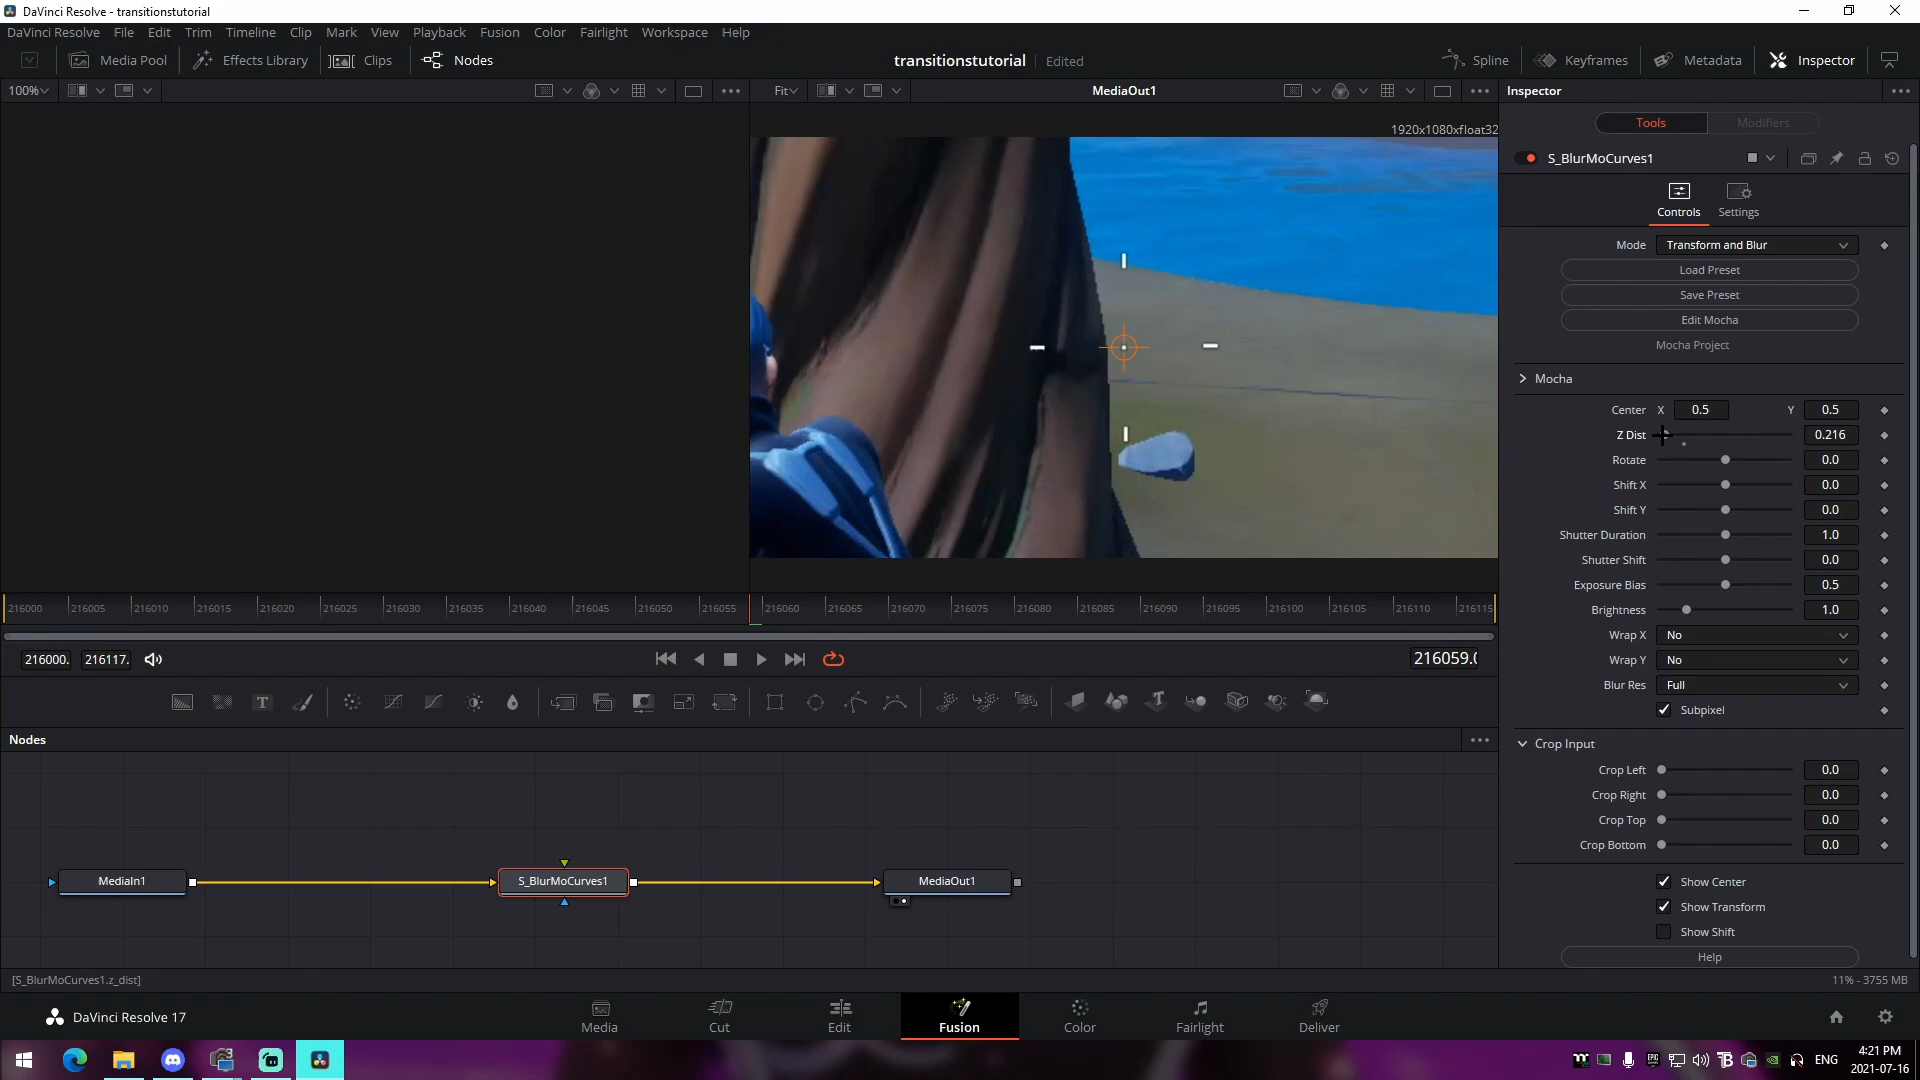 DaVinci Resolve - transitionstutorial
DaVinci Resolve File Edit Trim Timeline Clip Mark View Playback Fusion Color Fairlight Workspace Help
Media Pool Effects Library Clips Nodes transitionstutorial Edited Spline Keyframes Metadata Inspector
100% Fit MediaOut1 Inspector
1920x1080xfloat32
Tools Modifiers
S_BlurMoCurves1
Controls Settings
Mode Transform and Blur
Load Preset
Save Preset
Edit Mocha
Mocha Project
Mocha
Center X 0.5 Y 0.5
Z Dist 0.216
Rotate 0.0
Shift X 0.0
Shift Y 0.0
Shutter Duration 1.0
Shutter Shift 0.0
Exposure Bias 0.5
Brightness 1.0
Wrap X No
Wrap Y No
Blur Res Full
Subpixel
Crop Input
Crop Left 0.0
Crop Right 0.0
Crop Top 0.0
Crop Bottom 0.0
Show Center
Show Transform
Show Shift
Help
216000 216005 216010 216015 216020 216025 216030 216035 216040 216045 216050 216055 216060 216065 216070 216075 216080 216085 216090 216095 216100 216105 216110 216115
216000. 216117. 216059.0
Nodes
MediaIn1 S_BlurMoCurves1 MediaOut1
[S_BlurMoCurves1.z_dist] 11% - 3755 MB
DaVinci Resolve 17 Media Cut Edit Fusion Color Fairlight Deliver
ENG 4:21 PM
2021-07-16